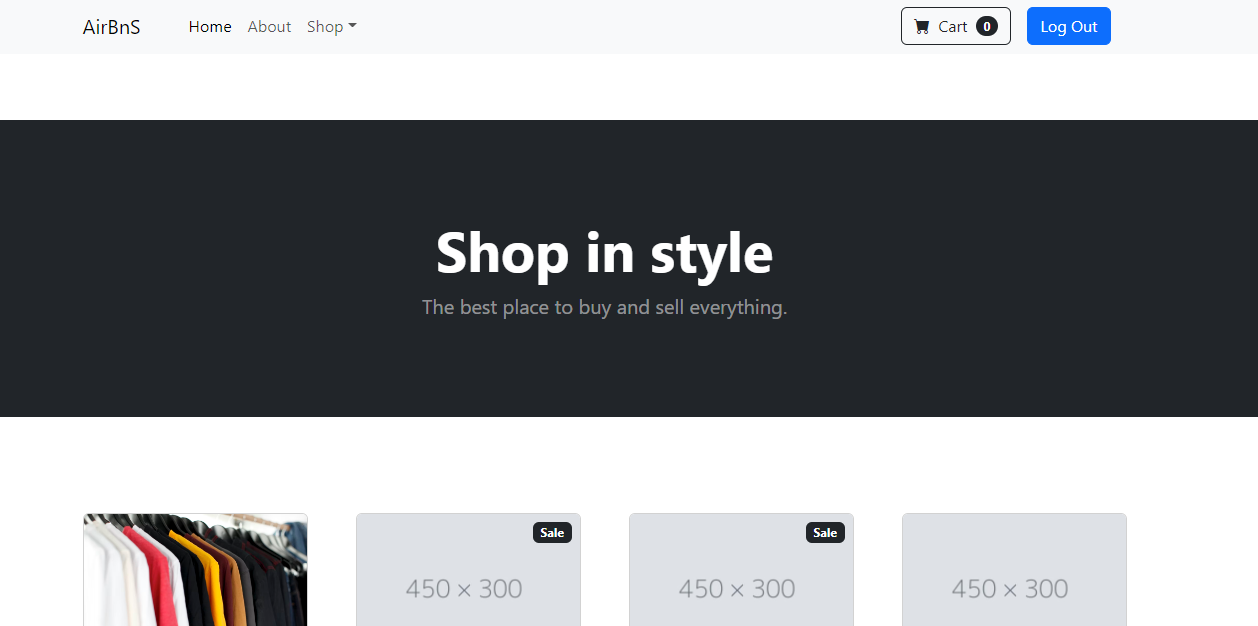 AirBnS Home About Shop Cart 0 Log Out
Shop in style
The best place to buy and sell everything.
Sale Sale
450 × 300 450 × 300 450 × 300